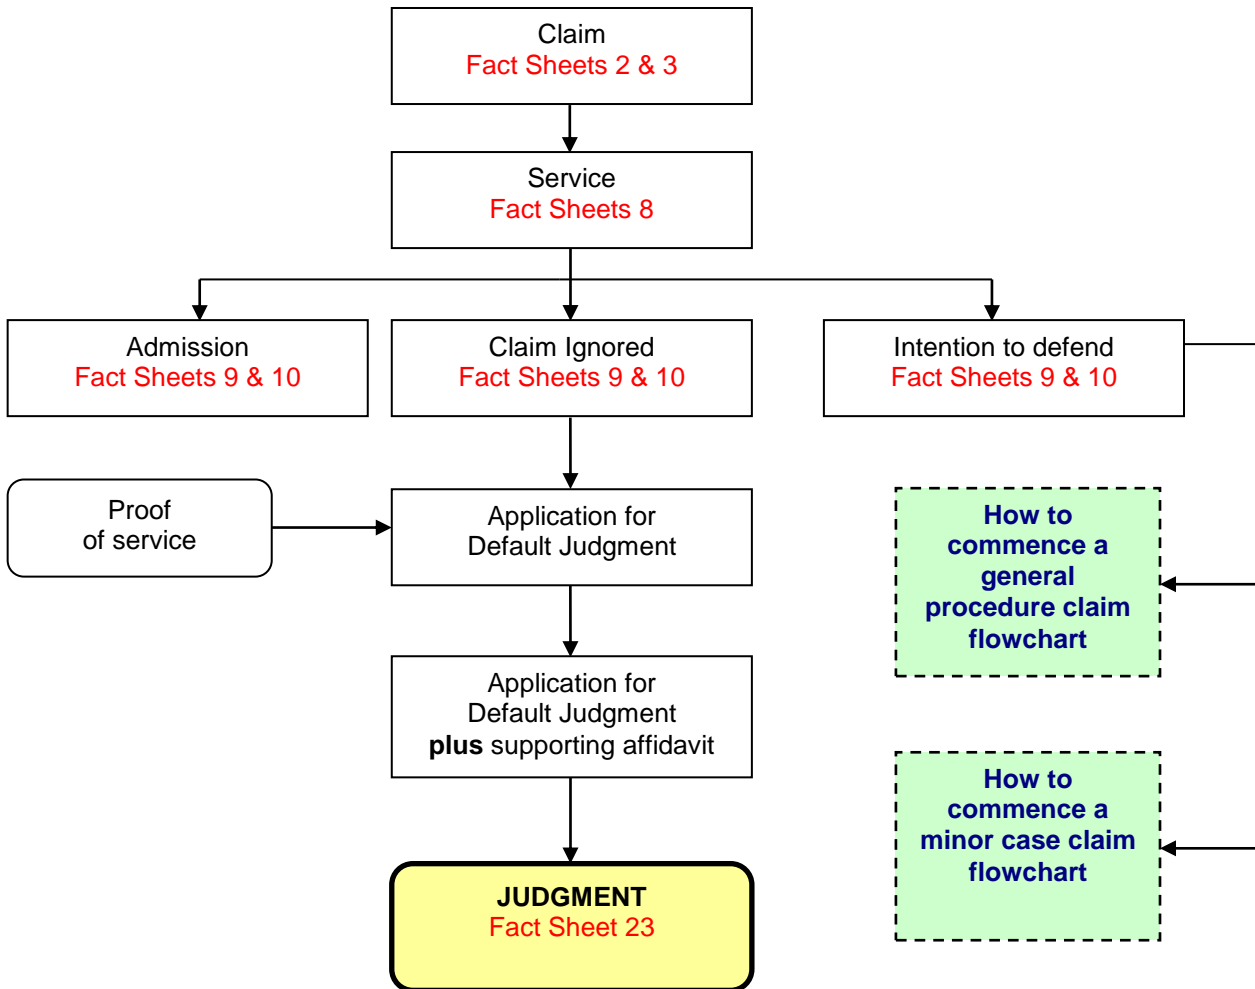 Claim
Fact Sheets 2 & 3
Service
Fact Sheets 8
Admission
Fact Sheets 9 & 10
Claim Ignored
Fact Sheets 9 & 10
Intention to defend
Fact Sheets 9 & 10
Proof
of service
Application for
Default Judgment
How to
commence a
general
procedure claim
flowchart
Application for
Default Judgment
plus supporting affidavit
How to
commence a
minor case claim
flowchart
JUDGMENT
Fact Sheet 23